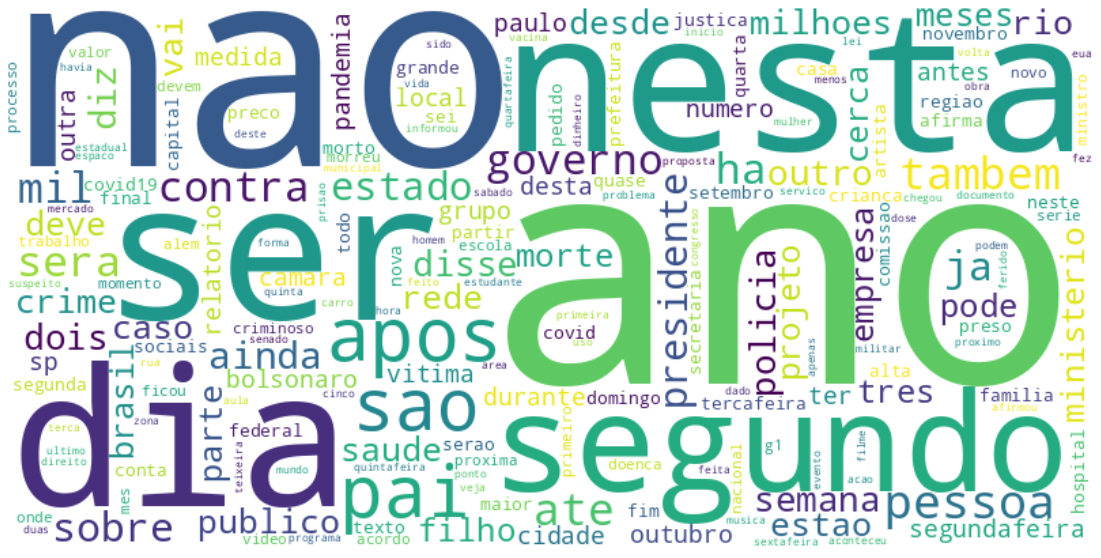 nao
nesta
ano
ser
dia
segundo
apos
sao
pai
governo
contra
estado
tambem
mil
sera
crime
dois
caso
ainda
sobre
publico
parte
brasil
bolsonaro
saude
filho
ate
cidade
outubro
semana
estao
pessoa
segundafeira
presidente
policia
projeto
empresa
ministerio
ja
pode
preso
proximo
tres
ter
familia
ha
outro
desde
milhoes
meses
rio
paulo
justica
inicio
novembro
antes
regiao
afirma
novo
numero
cerca
artista
casa
menos
mulher
lei
volta
eua
obra
ministro
fez
quarta
prefeitura
pedido
dinheiro
quartafeira
vacina
sido
grande
vida
local
sei
informou
deste
pandemia
morto
morreu
municipal
medida
vai
preco
devem
capital
diz
outra
valor
havia
processo
estadual
espaco
covid19
final
mercado
deve
trabalho
alem
suspeito
momento
relatorio
forma
camara
quinta
criminoso
senado
sociais
rua
aula
zona
sp
segunda
ficou
federal
cinco
terca
ultimo
direito
conta
mes
teixeira
mundo
onde
duas
video
programa
texto
acordo
quintafeira
serao
proxima
ponto
veja
maior
vitima
durante
domingo
area
doenca
primeiro
feita
fim
musica
nacional
g1
evento
filme
acao
sextafeira
aconteceu
hospital
afirmou
alta
militar
apenas
dado
tercafeira
secretaria
congresso
covid
primeira
uso
morte
disse
rede
grupo
partir
escola
homem
estudante
feito
carro
hora
nova
todo
prisao
sabado
problema
desta
quase
proposta
setembro
servico
crianca
chegou
dose
comissao
documento
neste
serie
podem
ferido